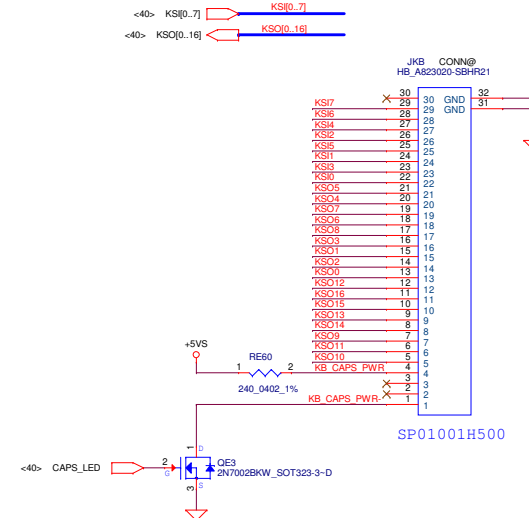 <40> KSI[0..7] KSI[0..7]
<40> KSO[0..16] KSO[0..16]
JKB CONN@
HB_A823020-SBHR21
30 30 GND 32
KSI7 29 29 GND 31
KSI6 28 28
KSI4 27 27
KSI2 26 26
KSI5 25 25
KSI1 24 24
KSI3 23 23
KSI0 22 22
KSO5 21 21
KSO4 20 20
KSO7 19 19
KSO6 18 18
KSO8 17 17
KSO3 16 16
KSO1 15 15
KSO2 14 14
KSO0 13 13
KSO12 12 12
KSO16 11 11
KSO15 10 10
KSO13 9 9
KSO14 8 8
KSO9 7 7
KSO11 6 6
KSO10 5 5
KB_CAPS_PWR 4 4
3 3
2 2
KB_CAPS_PWR- 1 1
+5VS
RE60
1 2
240_0402_1%
SP01001H500
1 D
<40> CAPS_LED 2 G
QE3
2N7002BKW_SOT323-3~D
3 S